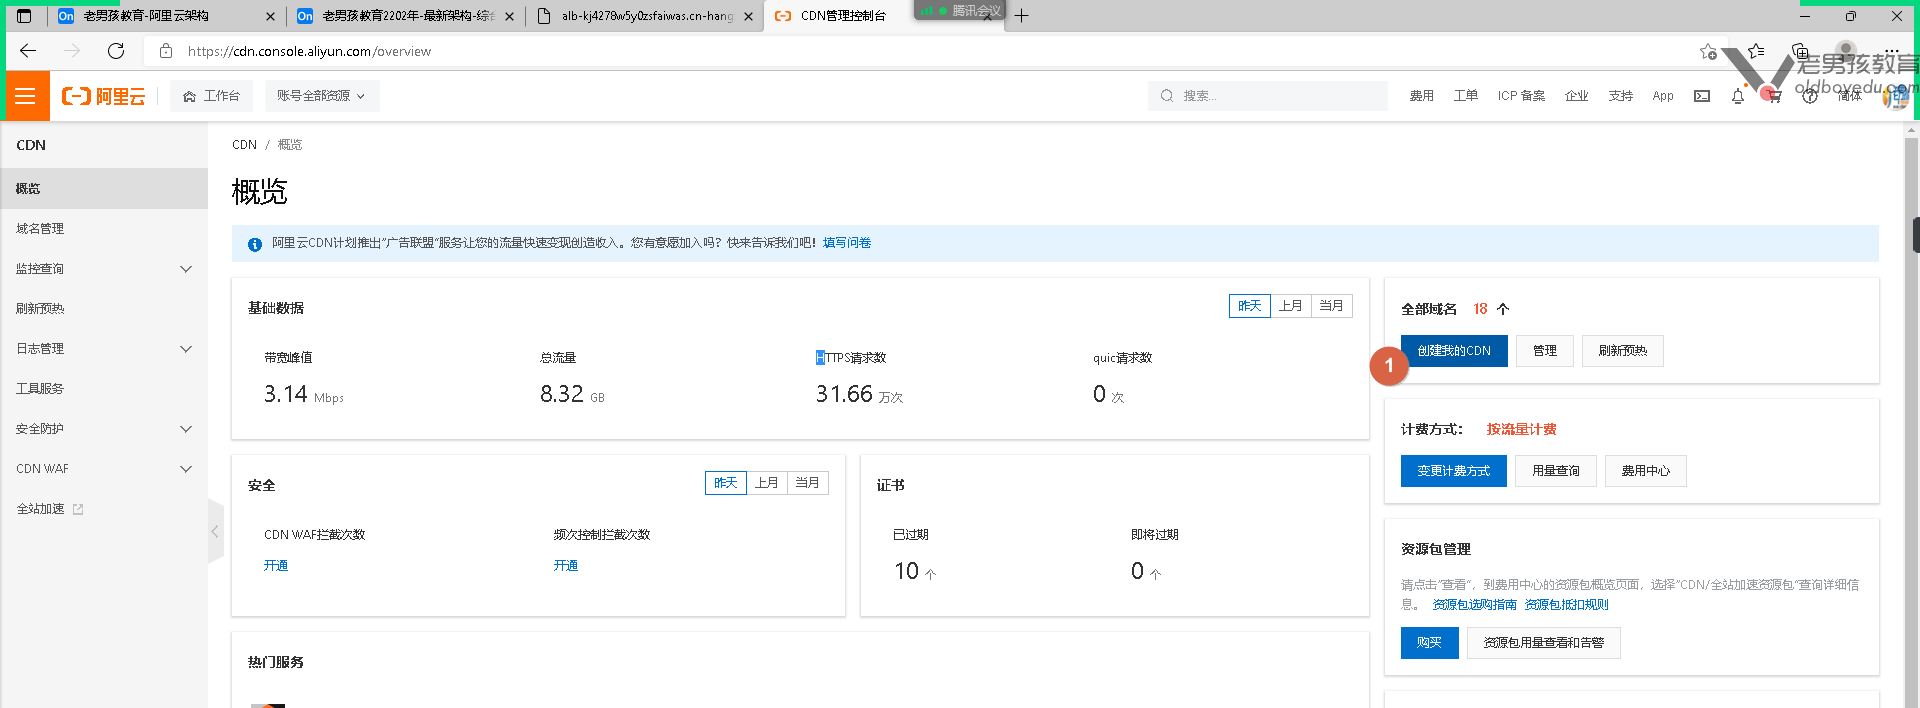 老男孩教育-阿里云架构
老男孩教育2202年-最新架构-综合
alb-kj4278w5y0zsfaiwas.cn-hang
CDN管理控制台
腾讯会议
https://cdn.console.aliyun.com/overview
老男孩教育
oldboyedu.com
阿里云
工作台
账号全部资源
搜索...
费用
工单
ICP 备案
企业
支持
App
简体
CDN
概览
域名管理
监控查询
刷新预热
日志管理
工具服务
安全防护
CDN WAF
全站加速
CDN / 概览
概览
阿里云CDN计划推出"广告联盟"服务让您的流量快速变现创造收入。您有意愿加入吗？快来告诉我们吧！填写问卷
基础数据
昨天 上月 当月
带宽峰值 总流量 HTTPS请求数 quic请求数
3.14 Mbps 8.32 GB 31.66 万次 0 次
安全
昨天 上月 当月
CDN WAF拦截次数 频次控制拦截次数
开通 开通
证书
已过期 即将过期
10 个 0 个
热门服务
全部域名 18 个
1
创建我的CDN 管理 刷新预热
计费方式： 按流量计费
变更计费方式 用量查询 费用中心
资源包管理
请点击"查看"，到费用中心的资源包概览页面，选择"CDN/全站加速资源包"查询详细信
息。 资源包选购指南 资源包抵扣规则
购买 资源包用量查看和告警